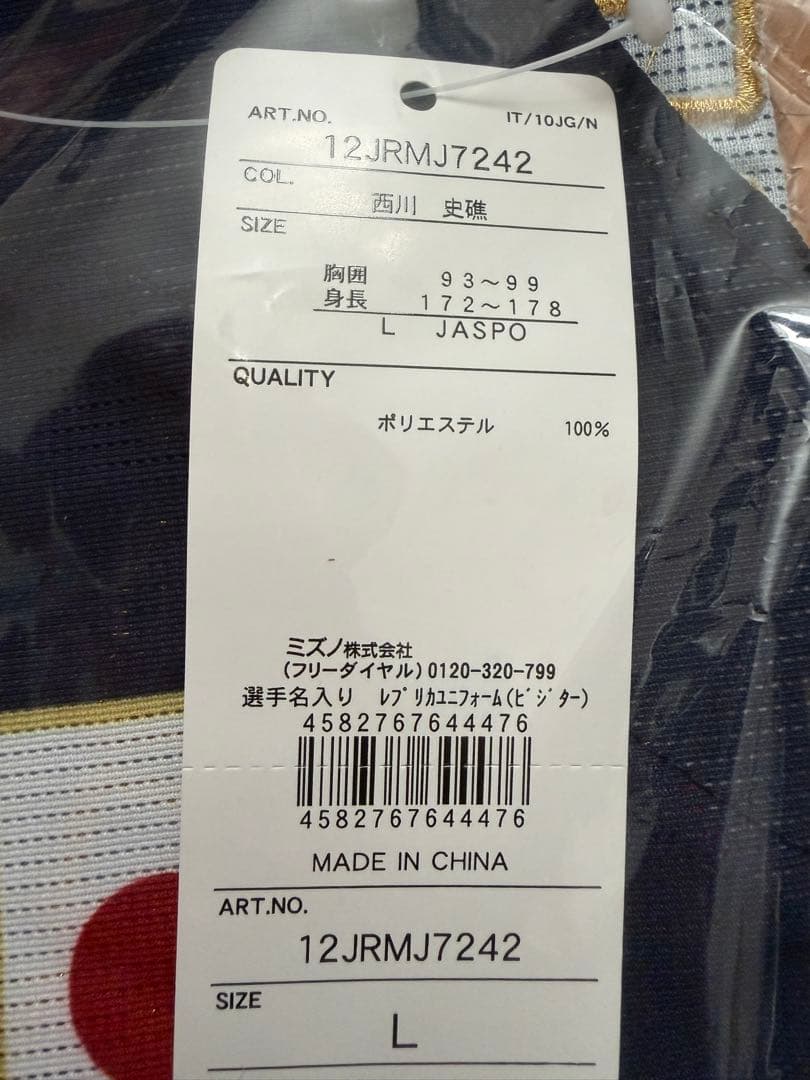 ART.NO.
IT/10JG/N
12JRMJ7242
COL.
西川 史礁
SIZE
胸囲 93～99
身長 172～178
L JASPO
QUALITY
ポリエステル 100%
ミズノ株式会社
(フリーダイヤル)0120-320-799
選手名入り ﾚﾌﾟﾘｶﾕﾆﾌｫｰﾑ(ﾋﾞｼﾞﾀｰ)
4582767644476
4582767644476
MADE IN CHINA
ART.NO.
12JRMJ7242
SIZE
L